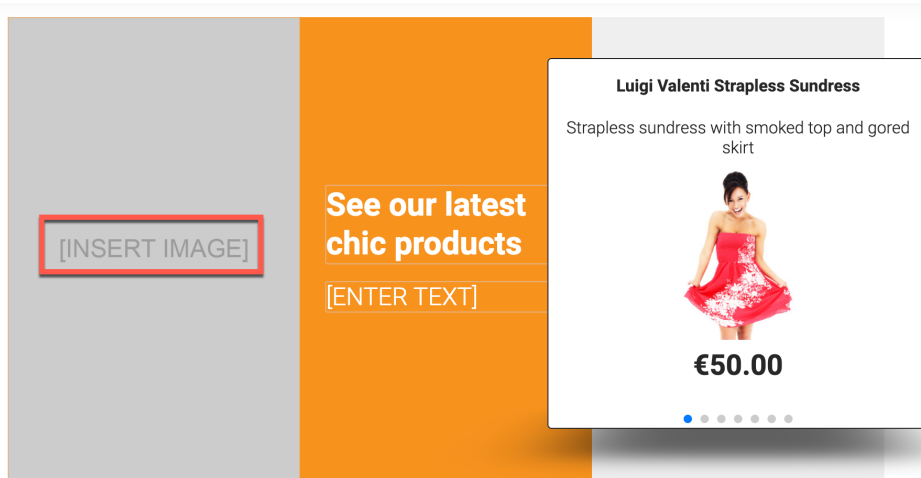 [INSERT IMAGE]
See our latest
chic products
[ENTER TEXT]
Luigi Valenti Strapless Sundress
Strapless sundress with smoked top and gored
skirt
€50.00